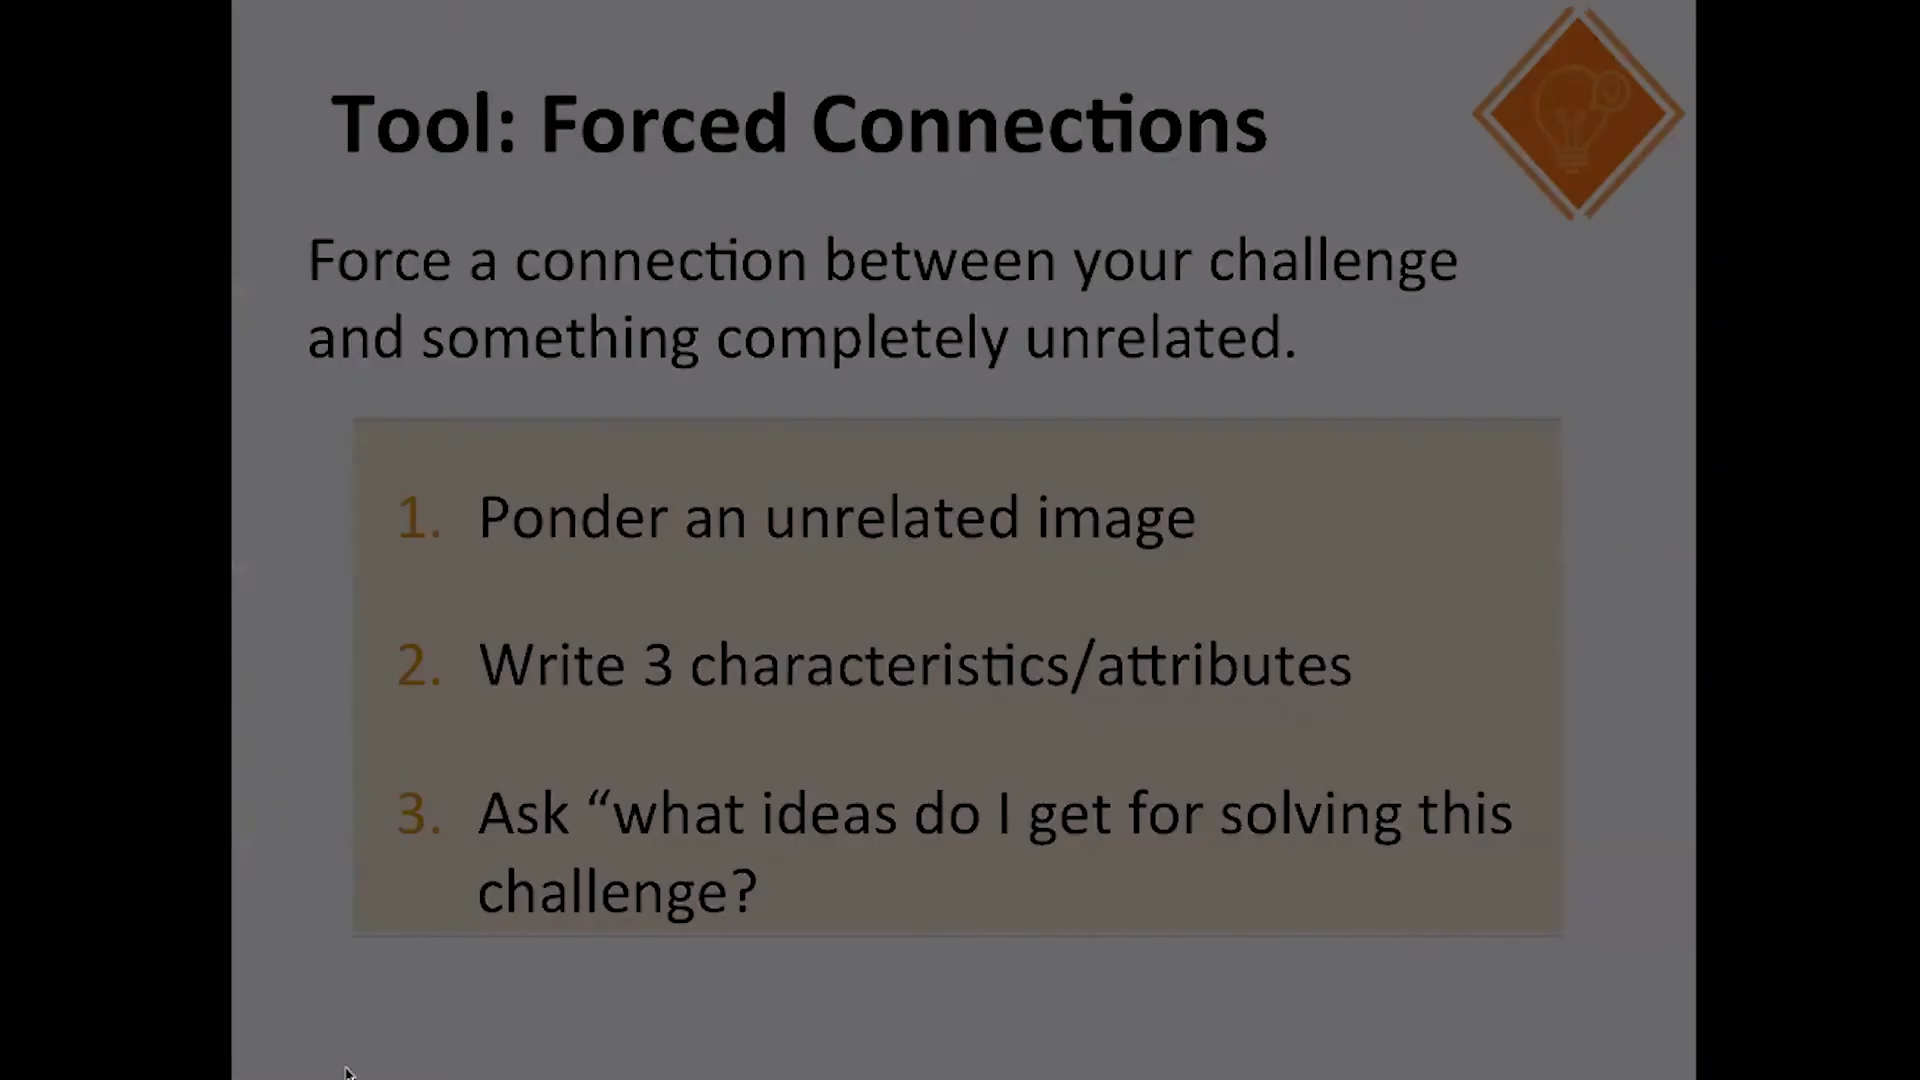 Tool: Forced Connections
Force a connection between your challenge
and something completely unrelated.
1. Ponder an unrelated image
2. Write 3 characteristics/attributes
3. Ask “what ideas do I get for solving this
challenge?